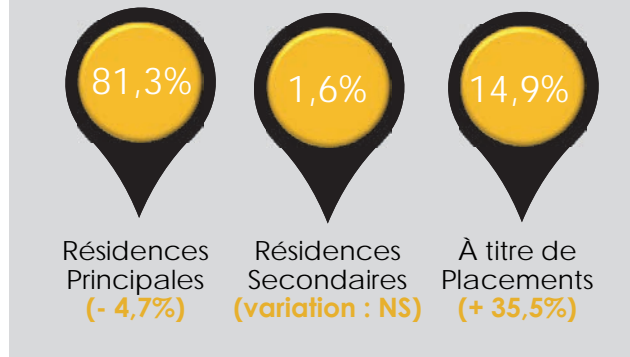 81,3%
1,6%
14,9%
Résidences
Principales
(- 4,7%)
Résidences
Secondaires
(variation : NS)
À titre de
Placements
(+ 35,5%)